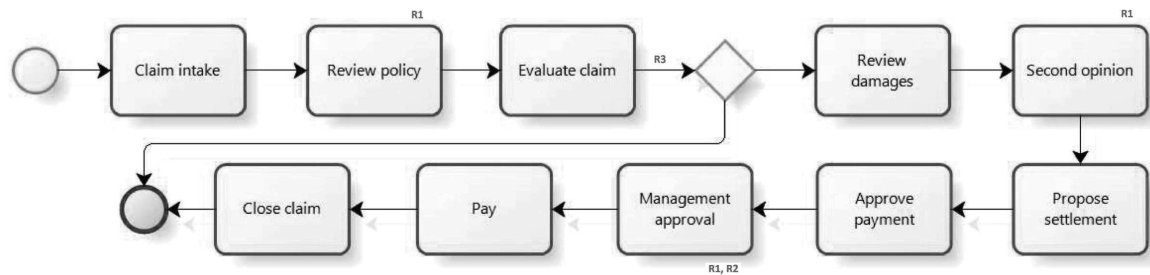 R1
R1
Claim intake
Review policy
Evaluate claim
R3
Review
damages
Second opinion
Close claim
Pay
Management
approval
Approve
payment
Propose
settlement
R1, R2